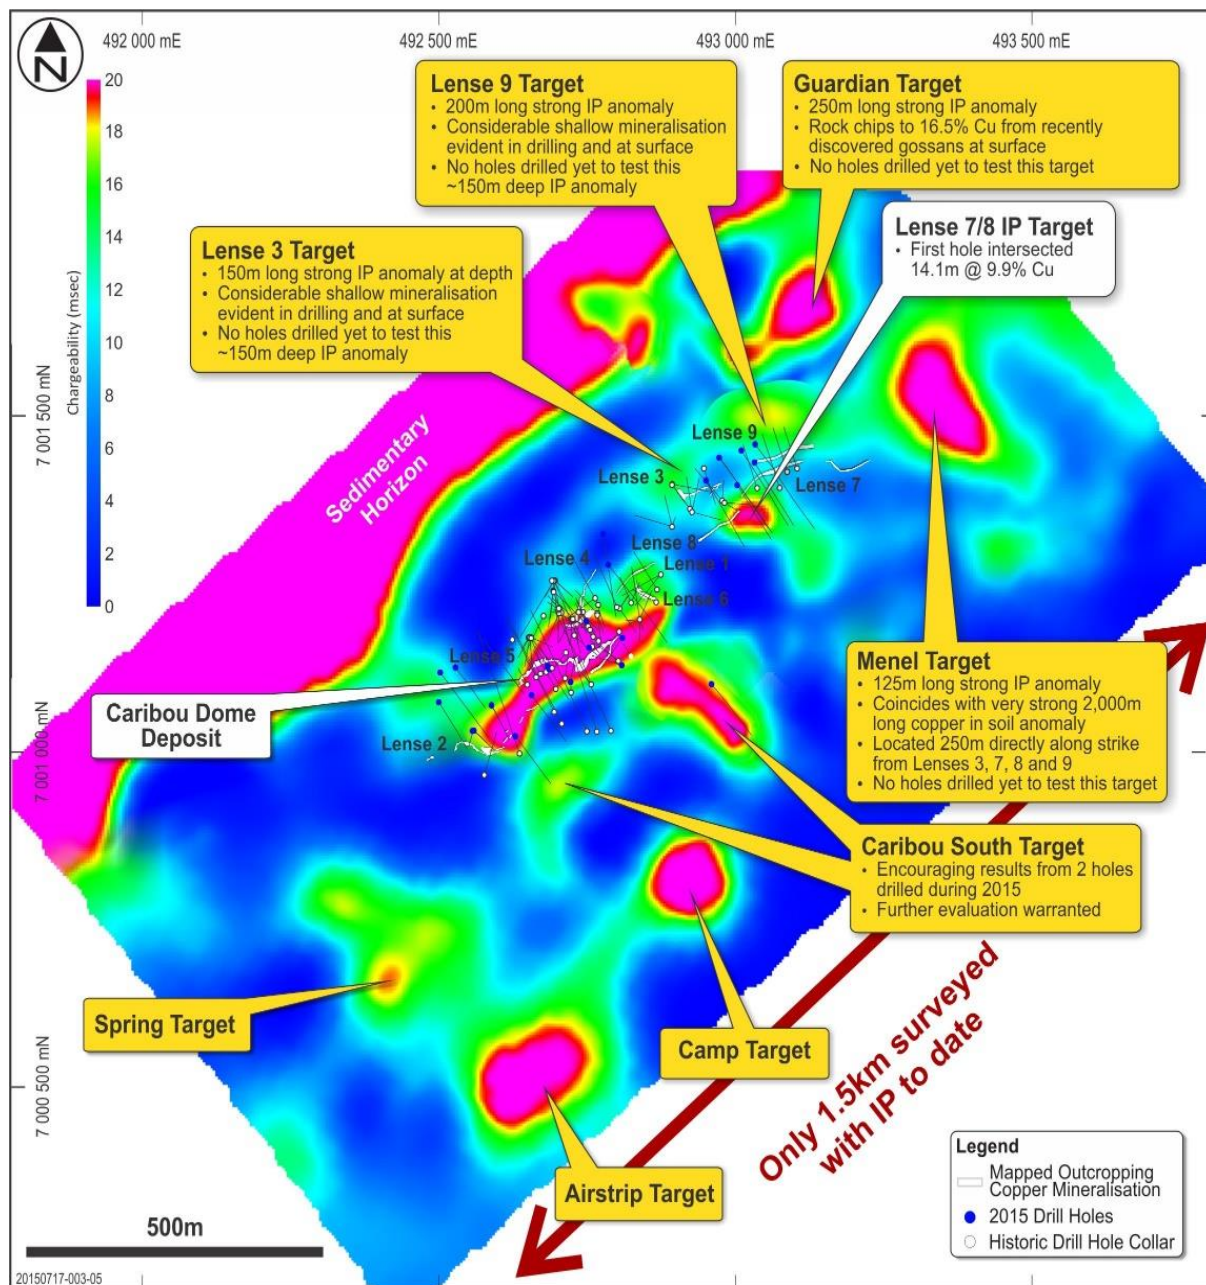 492 000 mE
492 500 mE
493 000 mE
493 500 mE
N
20
18
16
14
12
10
8
6
4
2
0
Chargeability (msec)
7 001 500 mN
7 001 000 mN
7 000 500 mN
Lense 9 Target
• 200m long strong IP anomaly
• Considerable shallow mineralisation
evident in drilling and at surface
• No holes drilled yet to test this
~150m deep IP anomaly
Guardian Target
• 250m long strong IP anomaly
• Rock chips to 16.5% Cu from recently
discovered gossans at surface
• No holes drilled yet to test this target
Lense 7/8 IP Target
• First hole intersected
14.1m @ 9.9% Cu
Lense 3 Target
• 150m long strong IP anomaly at depth
• Considerable shallow mineralisation
evident in drilling and at surface
• No holes drilled yet to test this
~150m deep IP anomaly
Sedimentary
Horizon
Lense 9
Lense 3
Lense 7
Lense 8
Lense 4
Lense 1
Lense 6
Lense 5
Lense 2
Caribou Dome
Deposit
Menel Target
• 125m long strong IP anomaly
• Coincides with very strong 2,000m
long copper in soil anomaly
• Located 250m directly along strike
from Lenses 3, 7, 8 and 9
• No holes drilled yet to test this target
Caribou South Target
• Encouraging results from 2 holes
drilled during 2015
• Further evaluation warranted
Spring Target
Camp Target
Airstrip Target
Only 1.5km surveyed
with IP to date
500m
Legend
Mapped Outcropping
Copper Mineralisation
2015 Drill Holes
Historic Drill Hole Collar
20150717-003-05